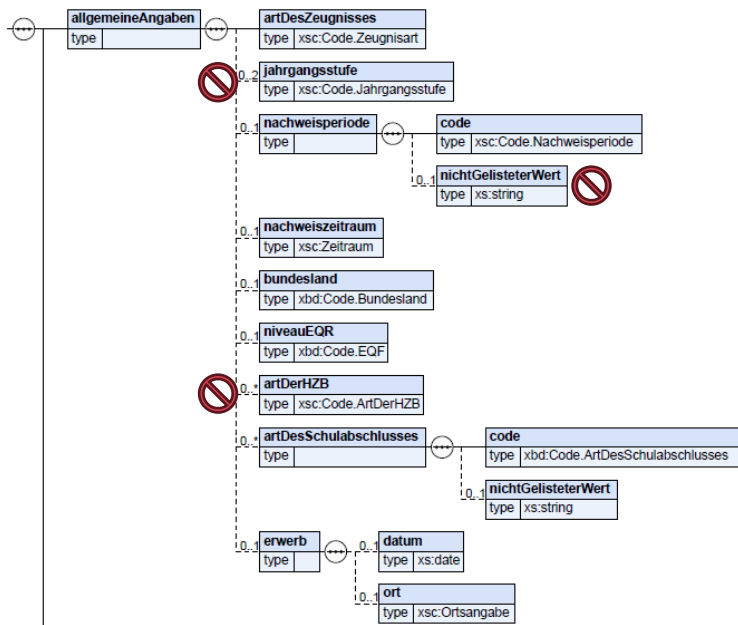 allgemeineAngaben
type
artDesZeugnisses
type xsc:Code.Zeugnisart
0..2
jahrgangsstufe
type xsc:Code.Jahrgangsstufe
0..1
nachweisperiode
type
code
type xsc:Code.Nachweisperiode
0..1
nichtGelisteterWert
type xs:string
0..1
nachweiszeitraum
type xsc:Zeitraum
0..1
bundesland
type xbd:Code.Bundesland
0..1
niveauEQR
type xbd:Code.EQF
0..*
artDerHZB
type xsc:Code.ArtDerHZB
0..*
artDesSchulabschlusses
type
code
type xbd:Code.ArtDesSchulabschlusses
0..1
nichtGelisteterWert
type xs:string
0..1
erwerb
type
0..1
datum
type xs:date
0..1
ort
type xsc:Ortsangabe